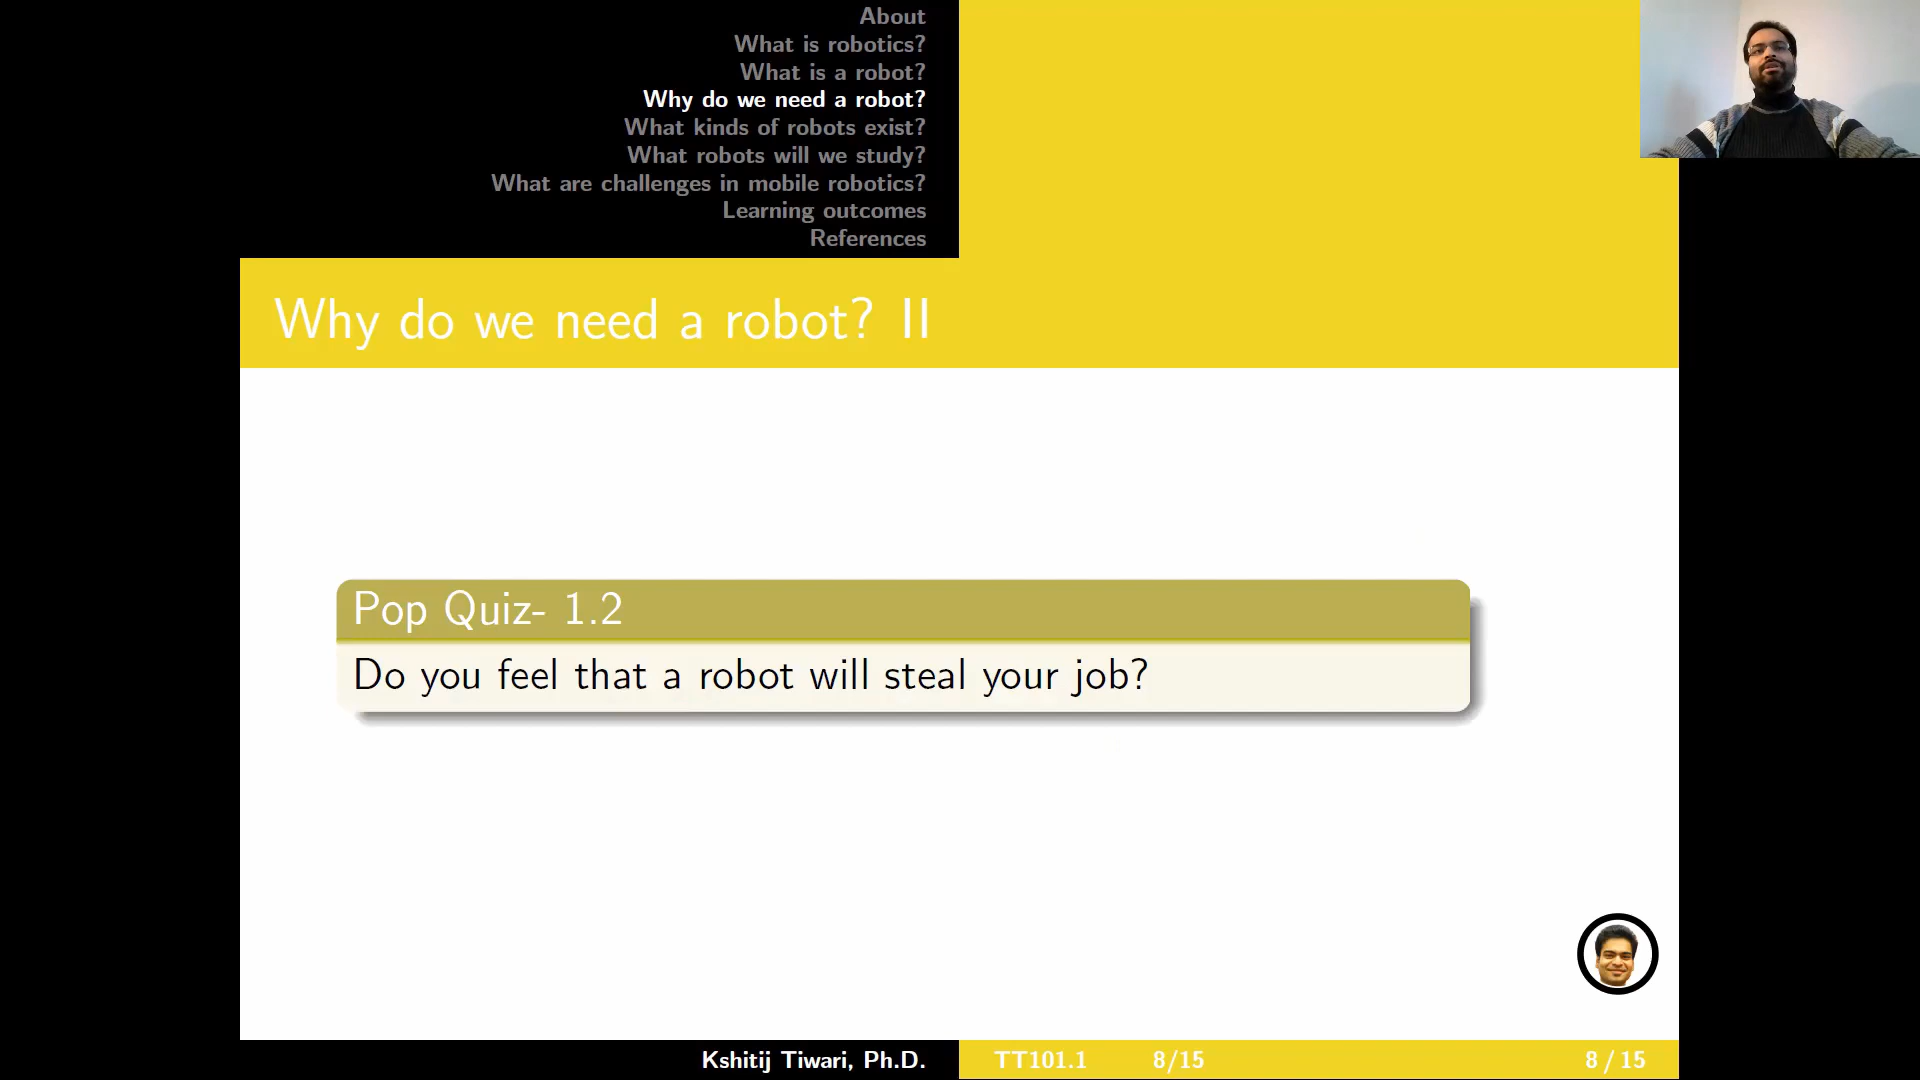 About
What is robotics?
What is a robot?
Why do we need a robot?
What kinds of robots exist?
What robots will we study?
What are challenges in mobile robotics?
Learning outcomes
References
Why do we need a robot? II
Pop Quiz- 1.2
Do you feel that a robot will steal your job?
Kshitij Tiwari, Ph.D. TT101.1 8/15 8 / 15